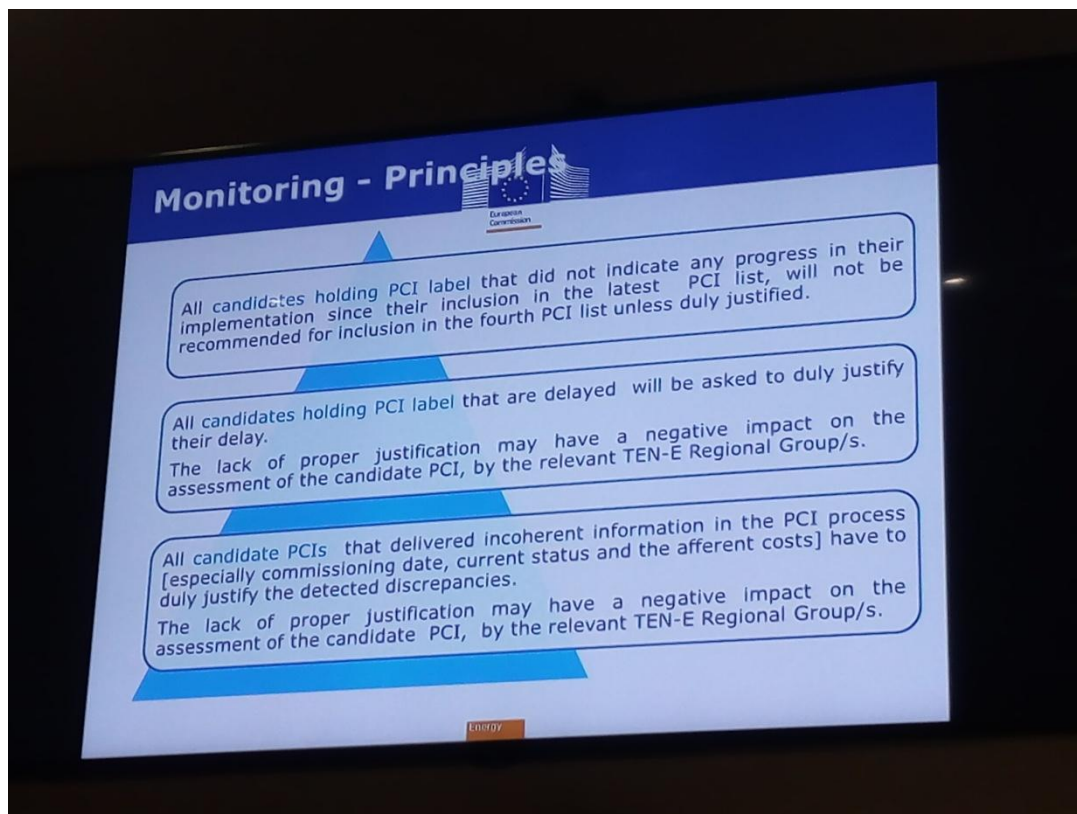 Monitoring - Principles
European
Commission
All candidates holding PCI label that did not indicate any progress in their
implementation since their inclusion in the latest PCI list, will not be
recommended for inclusion in the fourth PCI list unless duly justified.
All candidates holding PCI label that are delayed will be asked to duly justify
their delay.
The lack of proper justification may have a negative impact on the
assessment of the candidate PCI, by the relevant TEN-E Regional Group/s.
All candidate PCIs that delivered incoherent information in the PCI process
[especially commissioning date, current status and the afferent costs] have to
duly justify the detected discrepancies.
The lack of proper justification may have a negative impact on the
assessment of the candidate PCI, by the relevant TEN-E Regional Group/s.
Energy